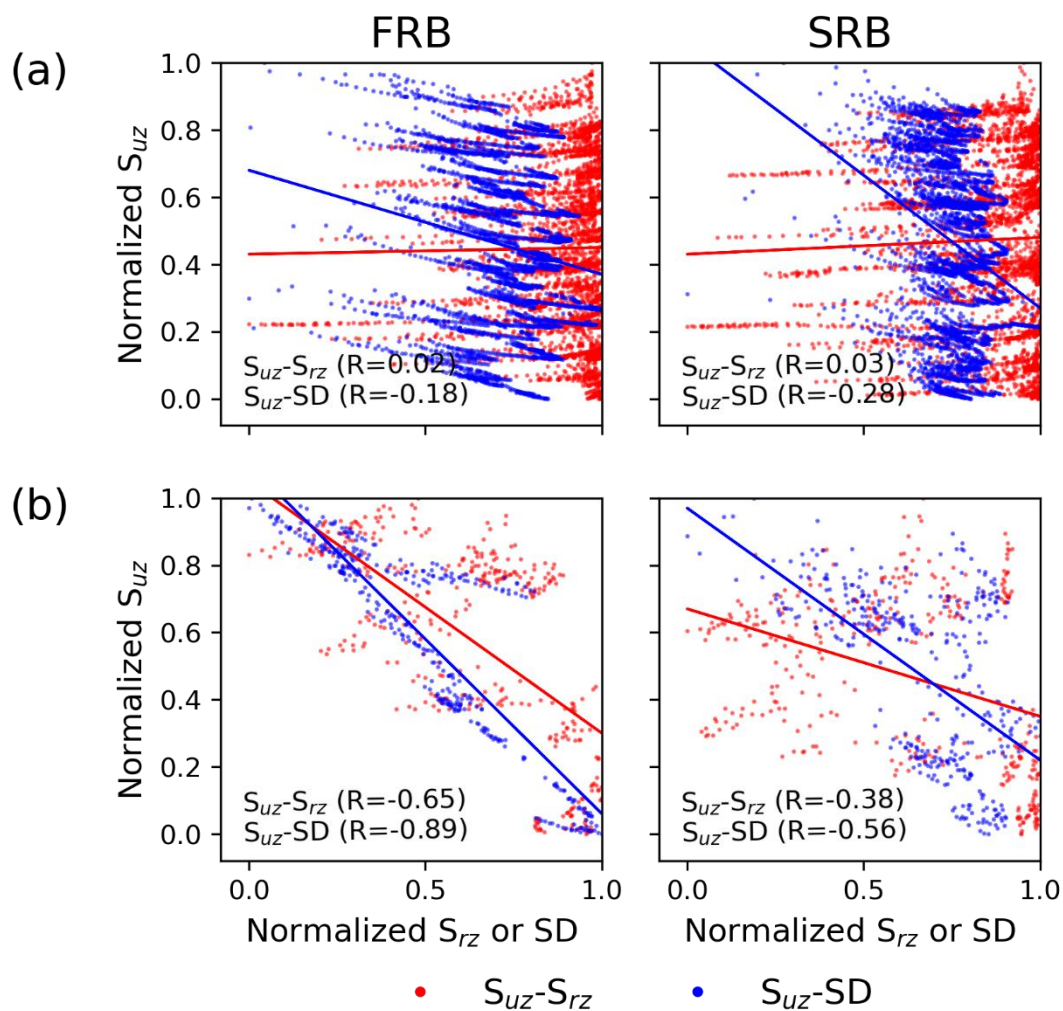 FRB SRB
(a)
1.0
0.8
0.6
0.4
0.2
0.0
Normalized S_uz
S_uz-S_rz (R=0.02)
S_uz-SD (R=-0.18)
S_uz-S_rz (R=0.03)
S_uz-SD (R=-0.28)
(b)
1.0
0.8
0.6
0.4
0.2
0.0
Normalized S_uz
S_uz-S_rz (R=-0.65)
S_uz-SD (R=-0.89)
S_uz-S_rz (R=-0.38)
S_uz-SD (R=-0.56)
0.0 0.5 1.0 0.0 0.5 1.0
Normalized S_rz or SD Normalized S_rz or SD
S_uz-S_rz S_uz-SD